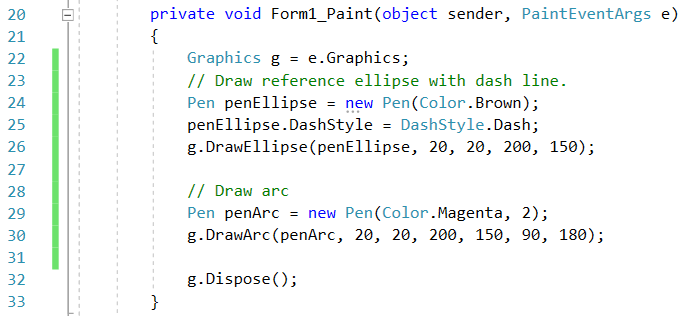 20 private void Form1_Paint(object sender, PaintEventArgs e)
21 {
22 Graphics g = e.Graphics;
23 // Draw reference ellipse with dash line.
24 Pen penEllipse = new Pen(Color.Brown);
25 penEllipse.DashStyle = DashStyle.Dash;
26 g.DrawEllipse(penEllipse, 20, 20, 200, 150);
27
28 // Draw arc
29 Pen penArc = new Pen(Color.Magenta, 2);
30 g.DrawArc(penArc, 20, 20, 200, 150, 90, 180);
31
32 g.Dispose();
33 }